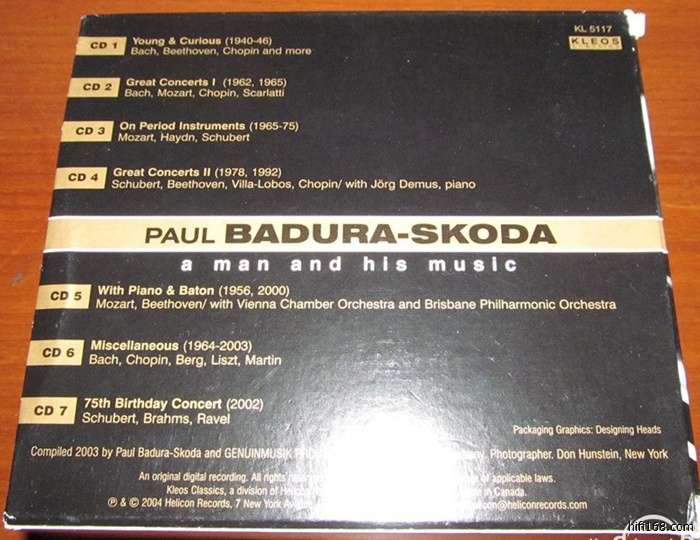 KL 5117
KLEOS
CD 1 Young & Curious (1940-46)
Bach, Beethoven, Chopin and more
CD 2 Great Concerts I (1962, 1965)
Bach, Mozart, Chopin, Scarlatti
CD 3 On Period Instruments (1965-75)
Mozart, Haydn, Schubert
CD 4 Great Concerts II (1978, 1992)
Schubert, Beethoven, Villa-Lobos, Chopin/ with Jörg Demus, piano
PAUL BADURA-SKODA
a man and his music
CD 5 With Piano & Baton (1956, 2000)
Mozart, Beethoven/ with Vienna Chamber Orchestra and Brisbane Philharmonic Orchestra
CD 6 Miscellaneous (1964-2003)
Bach, Chopin, Berg, Liszt, Martin
CD 7 75th Birthday Concert (2002)
Schubert, Brahms, Ravel
Packaging Graphics: Designing Heads
Compiled 2003 by Paul Badura-Skoda and GENUINMUSIK Photographer. Don Hunstein, New York
An original digital recording. All rights of applicable laws.
Kleos Classics, a division of Helicon in Canada.
℗ & © 2004 Helicon Records, 7 New York helicon@heliconrecords.com
hifi168.com